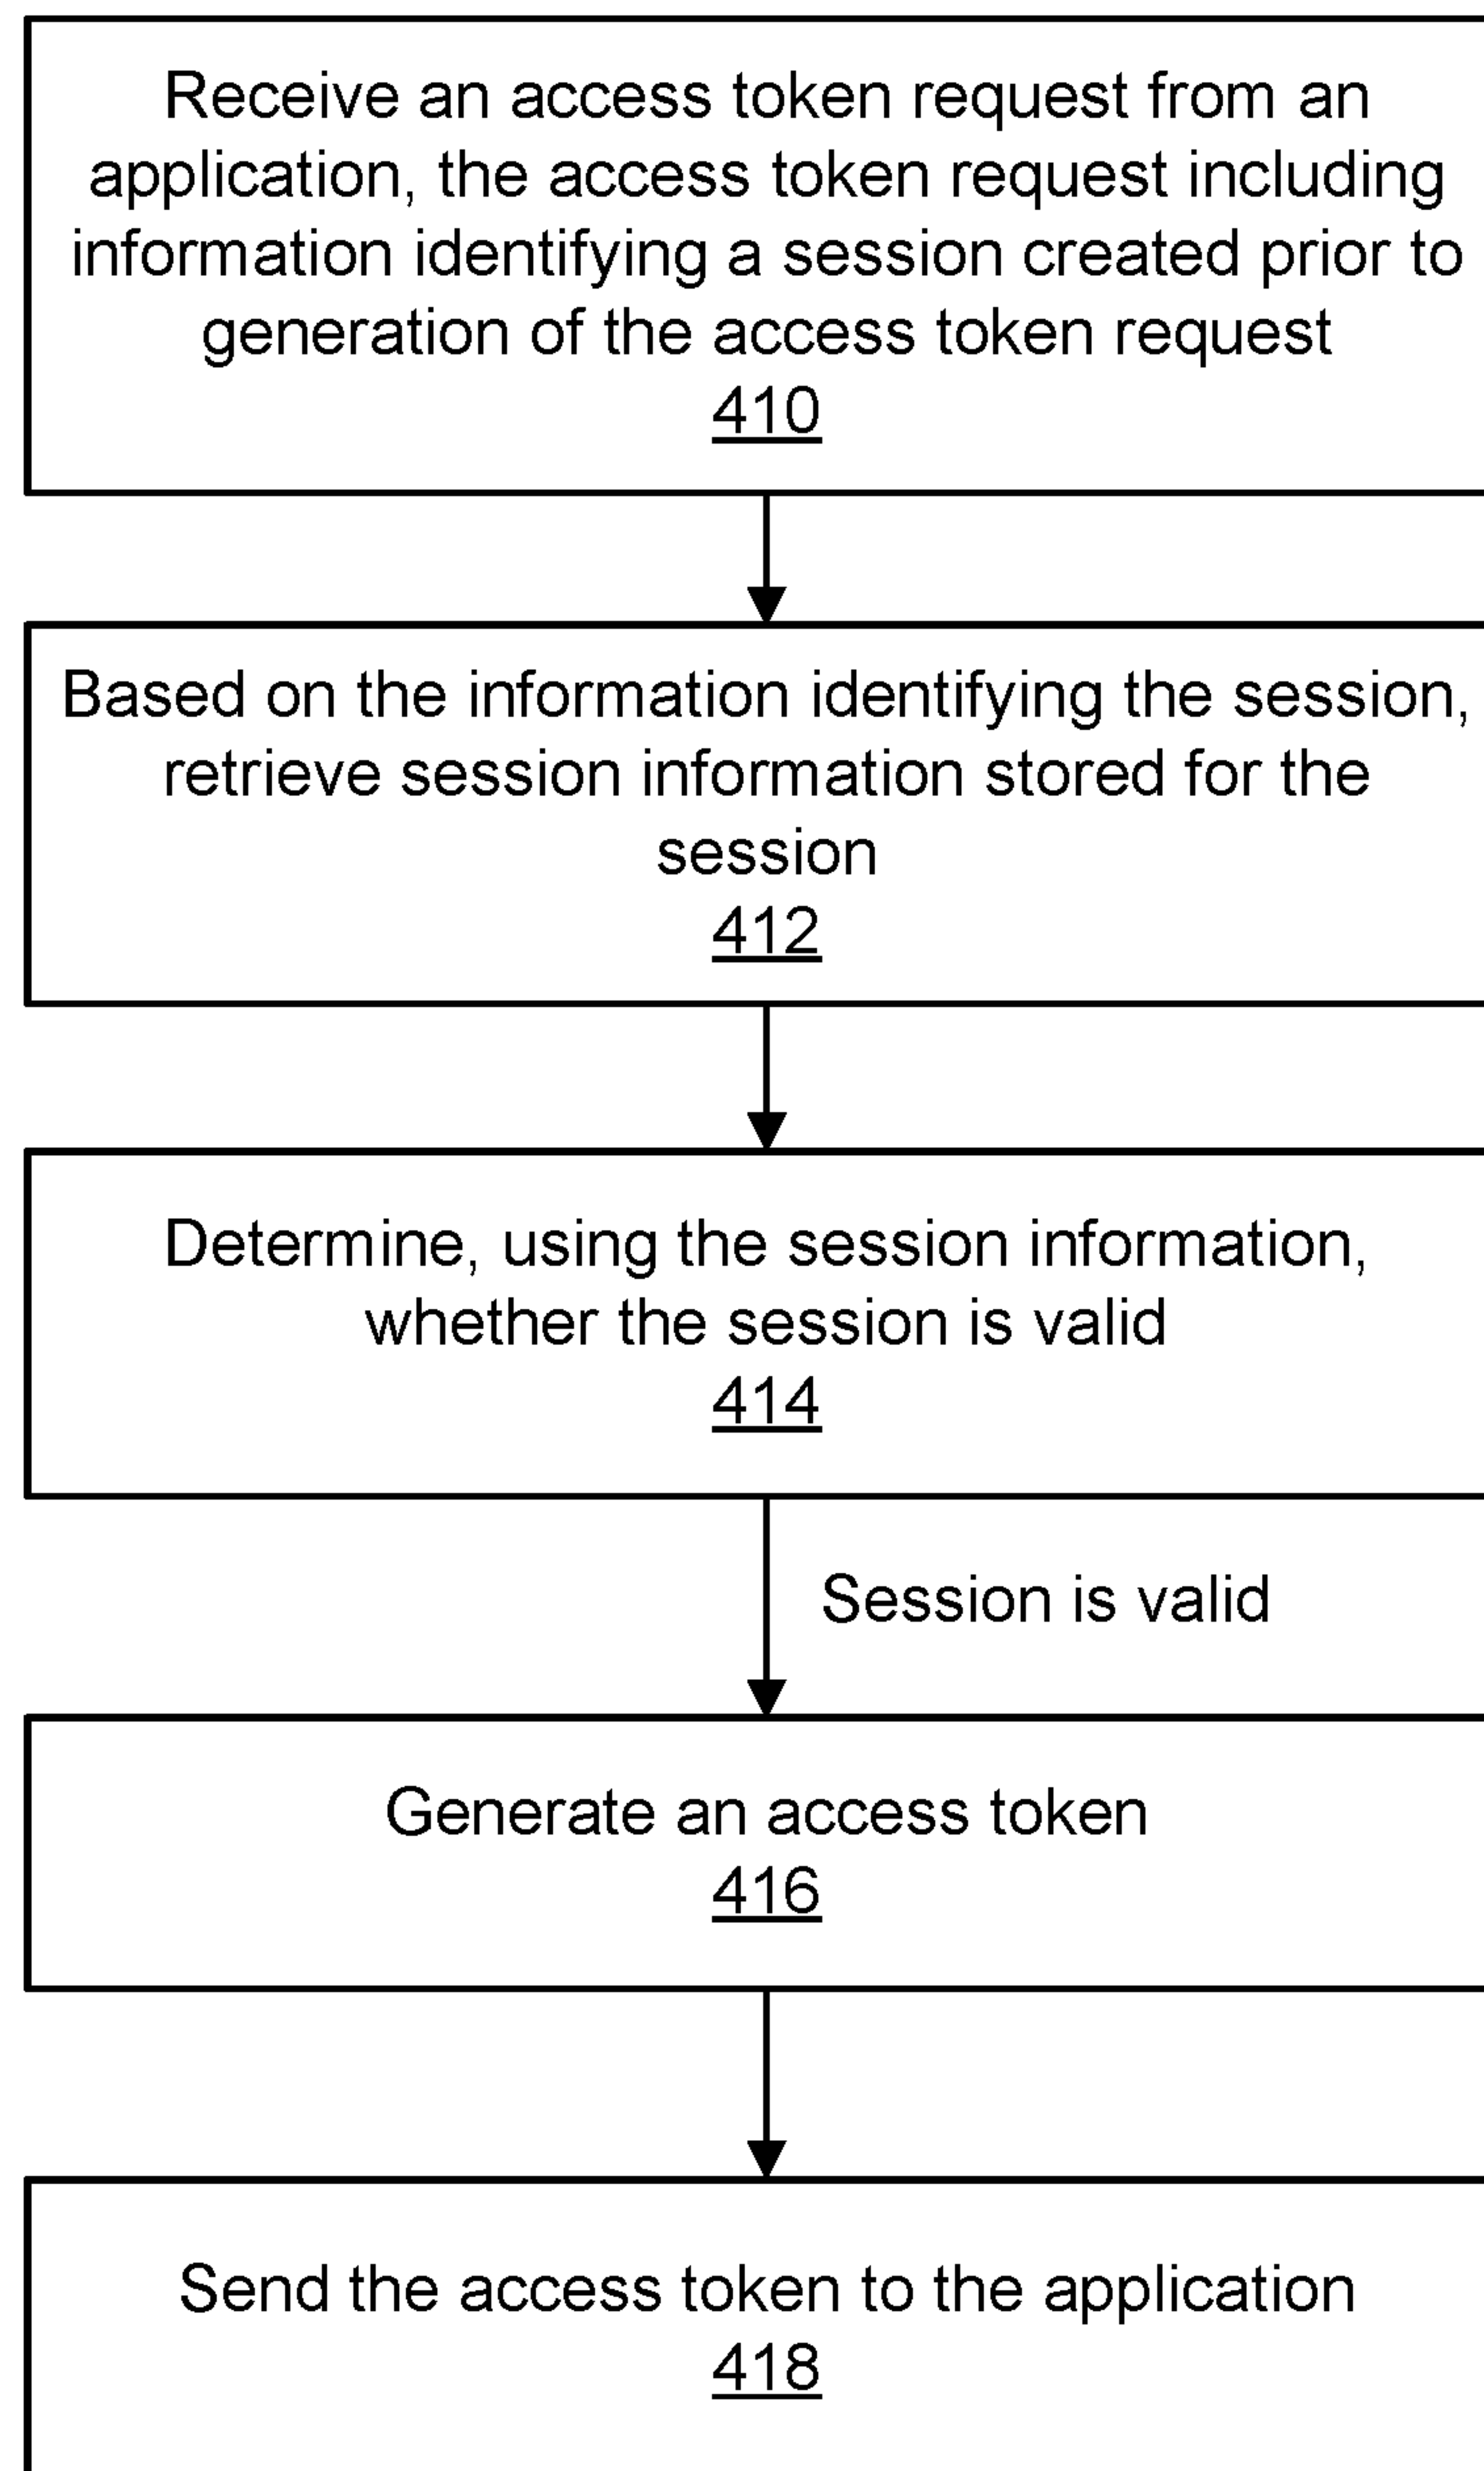 Receive an access token request from an
application, the access token request including
information identifying a session created prior to
generation of the access token request
410
Based on the information identifying the session,
retrieve session information stored for the
session
412
Determine, using the session information,
whether the session is valid
414
Session is valid
Generate an access token
416
Send the access token to the application
418